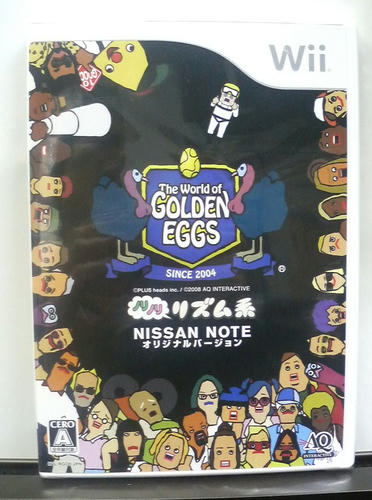 Wii
The World of
GOLDEN
EGGS
SINCE 2004
©PLUS heads inc. / ©2008 AQ INTERACTIVE
ノリノリ リズム系
NISSAN NOTE
オリジナルバージョン
CERO
A
AQ
INTERACTIVE